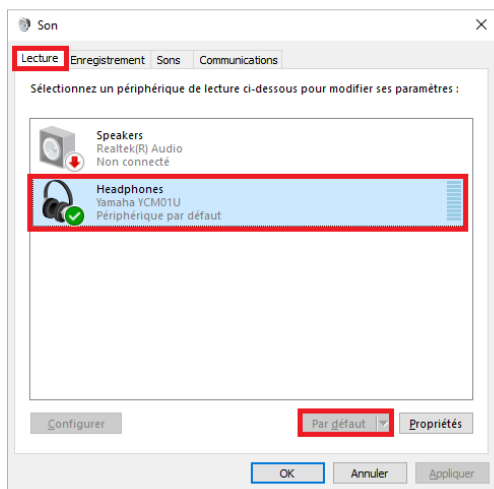 Son
Lecture Enregistrement Sons Communications
Sélectionnez un périphérique de lecture ci-dessous pour modifier ses paramètres :
Speakers
Realtek(R) Audio
Non connecté
Headphones
Yamaha YCM01U
Périphérique par défaut
Configurer Par défaut Propriétés
OK Annuler Appliquer